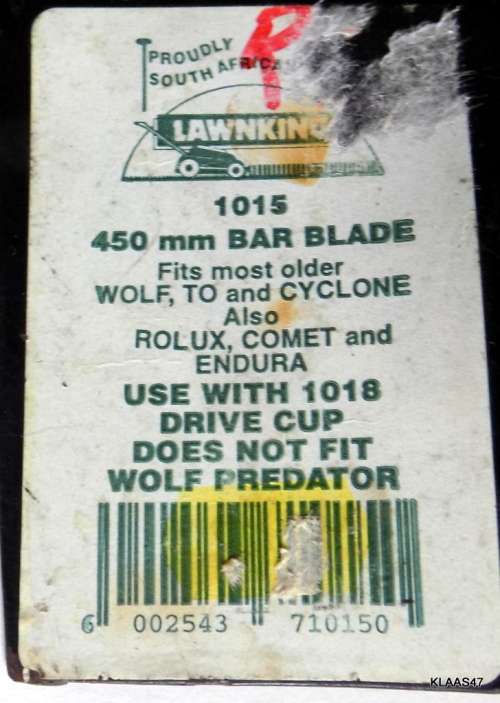 PROUDLY
SOUTH AFRICA
LAWNKING
1015
450 mm BAR BLADE
Fits most older
WOLF, TO and CYCLONE
Also
ROLUX, COMET and
ENDURA
USE WITH 1018
DRIVE CUP
DOES NOT FIT
WOLF PREDATOR
6 002543 710150
KLAAS47